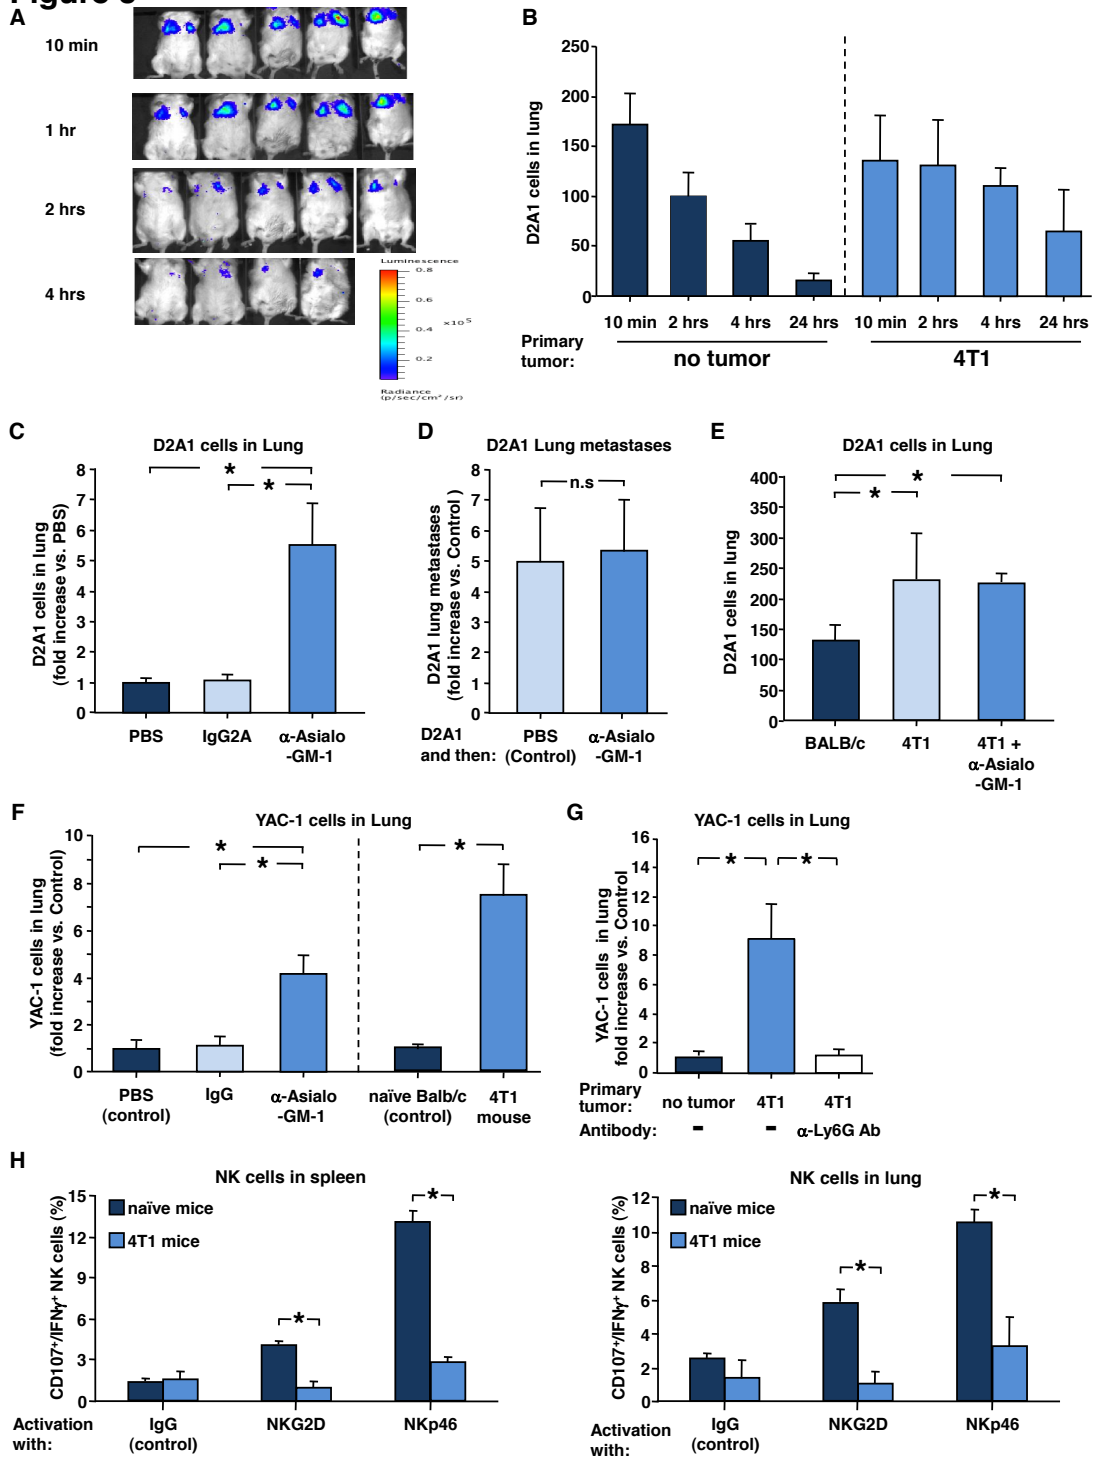 Figure 3
A
10 min
1 hr
2 hrs
4 hrs
Luminescence
0.8
0.6
0.4
×10⁵
0.2
Radiance
(p/sec/cm²/sr)
B
D2A1 cells in lung
250
200
150
100
50
0
10 min 2 hrs 4 hrs 24 hrs 10 min 2 hrs 4 hrs 24 hrs
Primary
tumor:
no tumor 4T1
C
D2A1 cells in Lung
D2A1 cells in lung
(fold increase vs. PBS)
8
7
6
5
4
3
2
1
0
* *
PBS IgG2A α-Asialo
-GM-1
D
D2A1 Lung metastases
D2A1 lung metastases
(fold increase vs. Control )
8
7
6
5
4
3
2
1
0
n.s
D2A1
and then:
PBS
(Control)
α-Asialo
-GM-1
E
D2A1 cells in Lung
D2A1 cells in lung
400
350
300
250
200
150
100
50
0
* *
BALB/c 4T1 4T1 +
α-Asialo
-GM-1
F
YAC-1 cells in Lung
YAC-1 cells in lung
(fold increase vs. Control)
10
8
6
4
2
0
* * *
PBS
(control)
IgG
α-Asialo
-GM-1
naïve Balb/c
(control)
4T1
mouse
G
YAC-1 cells in Lung
YAC-1 cells in lung
fold increase vs. Control
16
14
12
10
8
6
4
2
0
* *
Primary
tumor:
no tumor 4T1 4T1
Antibody: - - α-Ly6G Ab
H
NK cells in spleen
CD107⁺/IFNγ⁺ NK cells (%)
15
12
9
6
3
0
naïve mice
4T1 mice
* *
Activation
with:
IgG
(control)
NKG2D NKp46
NK cells in lung
CD107⁺/IFNγ⁺ NK cells (%)
12
10
8
6
4
2
0
naïve mice
4T1 mice
* *
Activation
with:
IgG
(control)
NKG2D NKp46